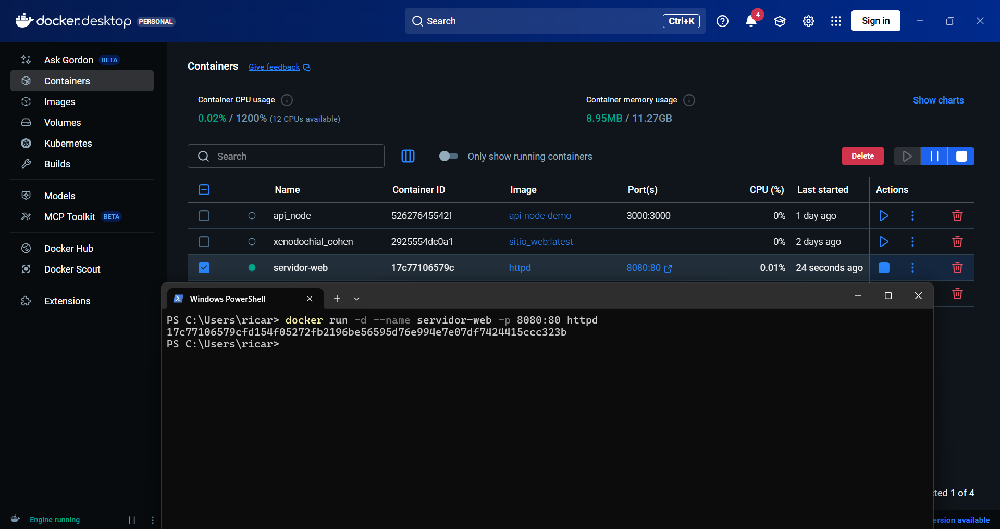 docker.desktop PERSONAL
Search Ctrl+K
4
Sign in
Ask Gordon BETA
Containers
Images
Volumes
Kubernetes
Builds
Models
MCP Toolkit BETA
Docker Hub
Docker Scout
Extensions
Containers Give feedback
Container CPU usage
0.02% / 1200% (12 CPUs available)
Container memory usage
8.95MB / 11.27GB
Show charts
Search
Only show running containers
Delete
Name Container ID Image Port(s) CPU (%) Last started Actions
api_node 52627645542f api-node-demo 3000:3000 0% 1 day ago
xenodochial_cohen 2925554dc0a1 sitio_web:latest 0% 2 days ago
servidor-web 17c77106579c httpd 8080:80 0.01% 24 seconds ago
Windows PowerShell
PS C:\Users\ricar> docker run -d --name servidor-web -p 8080:80 httpd
17c77106579cfd154f05272fb2196be56595d76e994e7e07df7424415ccc323b
PS C:\Users\ricar>
cted 1 of 4
Engine running
ersion available